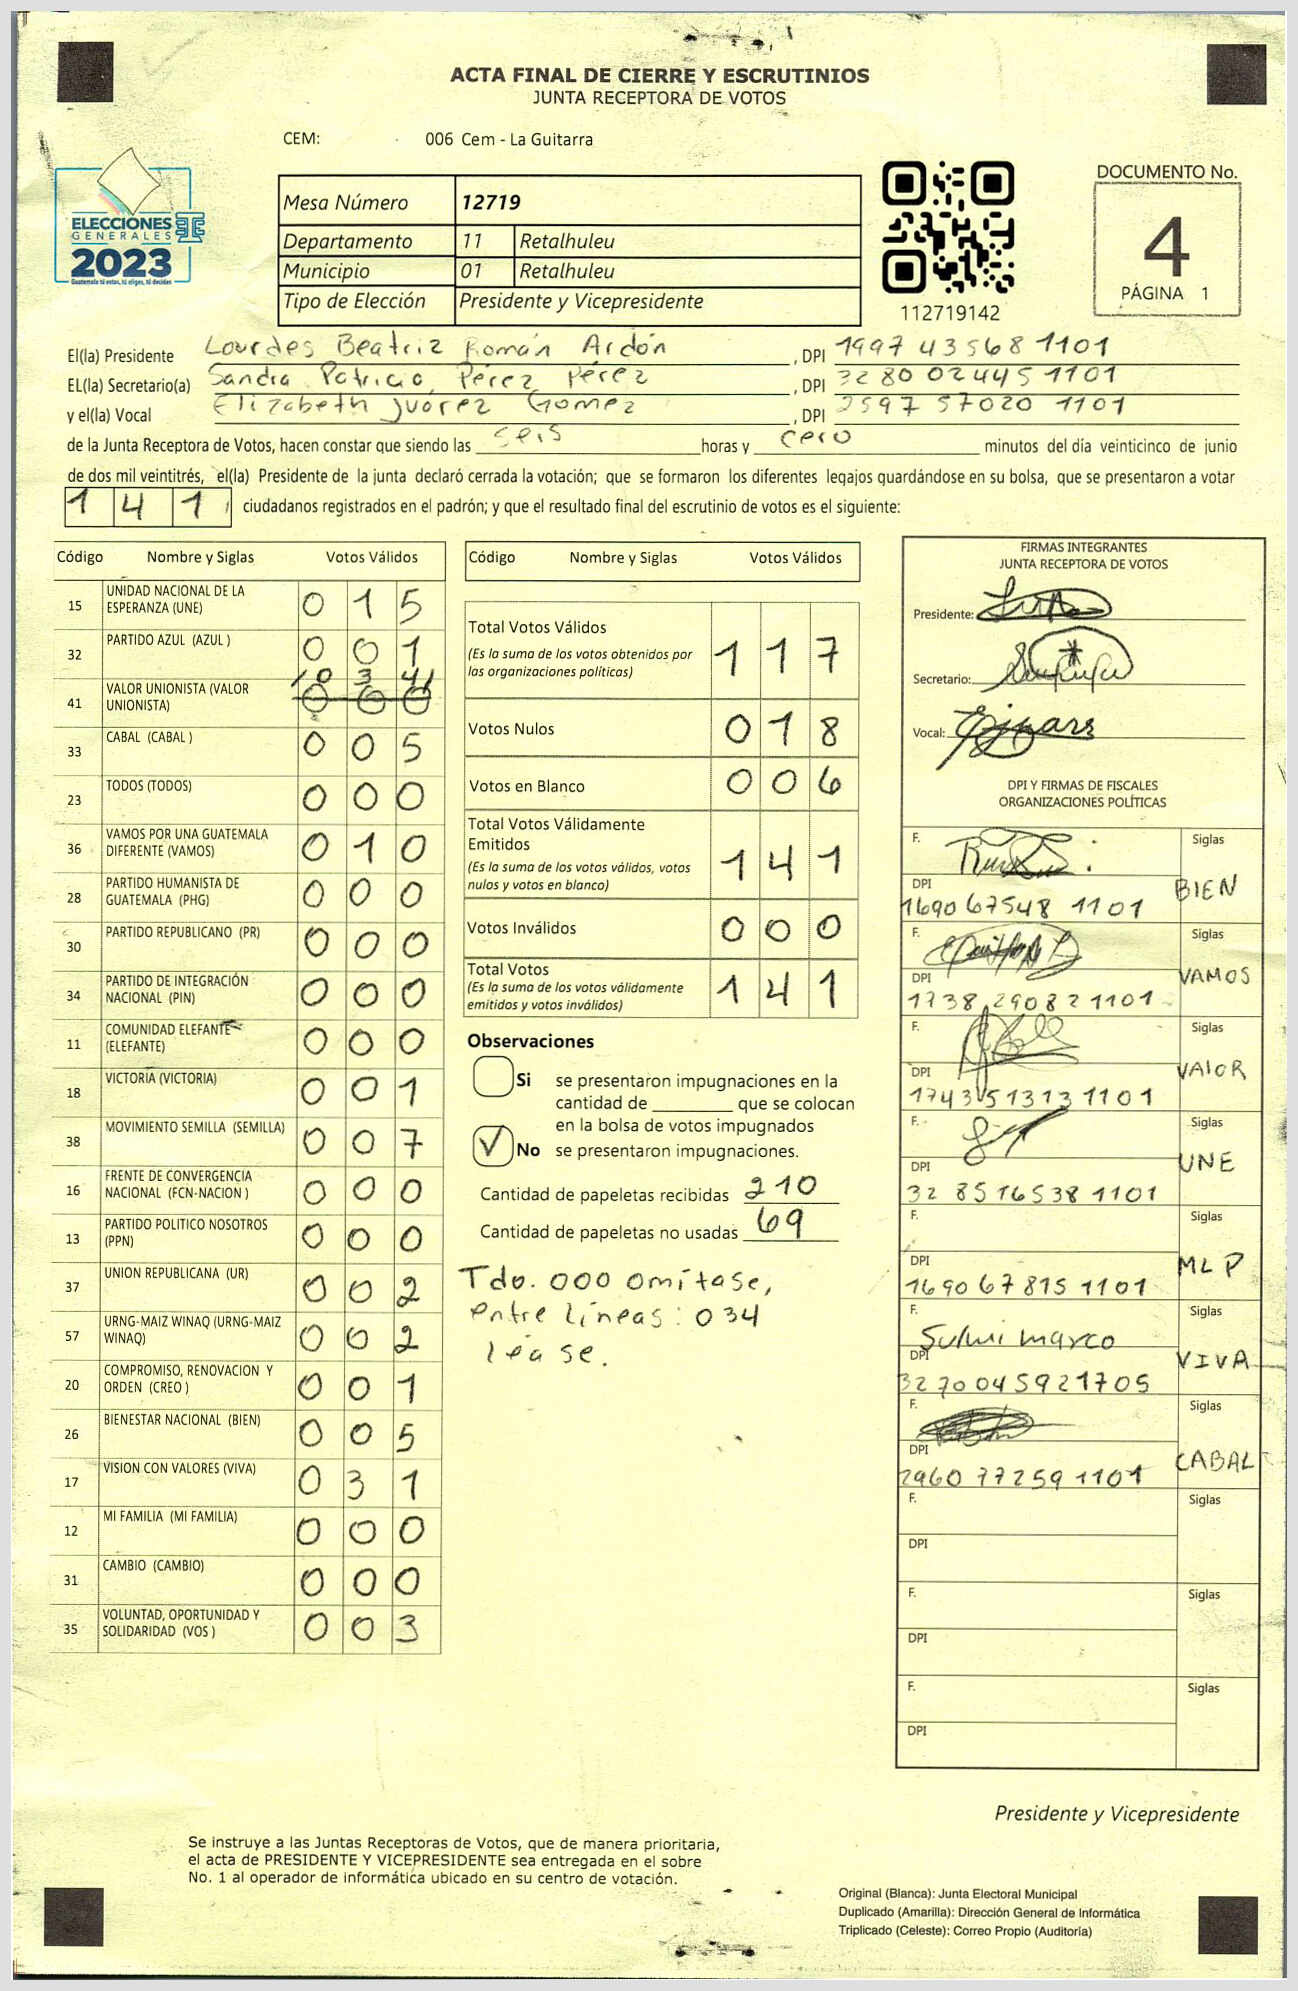 ACTA FINAL DE CIERRE Y ESCRUTINIOS
JUNTA RECEPTORA DE VOTOS
CEM: 006 Cem - La Guitarra
ELECCIONES
GENERALES
2023
Guatemala tú votas, tú eliges, tú decides
Mesa Número 12719
Departamento 11 Retalhuleu
Municipio 01 Retalhuleu
Tipo de Elección Presidente y Vicepresidente
112719142
DOCUMENTO No.
4
PÁGINA 1
El(la) Presidente Lourdes Beatriz Román Ardón, DPI 1997 43568 1101
EL(la) Secretario(a) Sandra Patricia Pérez Pérez, DPI 3280 02445 1101
y el(la) Vocal Elizabeth Juárez Gomez, DPI 2597 57020 1101
de la Junta Receptora de Votos, hacen constar que siendo las seis horas y cero minutos del día veinticinco de junio
de dos mil veintitrés, el(la) Presidente de la junta declaró cerrada la votación; que se formaron los diferentes legajos guardándose en su bolsa, que se presentaron a votar
1 4 1 ciudadanos registrados en el padrón; y que el resultado final del escrutinio de votos es el siguiente:
Código Nombre y Siglas Votos Válidos
15 UNIDAD NACIONAL DE LA ESPERANZA (UNE) 0 1 5
32 PARTIDO AZUL (AZUL ) 0 0 1
0 3 4
41 VALOR UNIONISTA (VALOR UNIONISTA) 0 0 0
33 CABAL (CABAL ) 0 0 5
23 TODOS (TODOS) 0 0 0
36 VAMOS POR UNA GUATEMALA DIFERENTE (VAMOS) 0 1 0
28 PARTIDO HUMANISTA DE GUATEMALA (PHG) 0 0 0
30 PARTIDO REPUBLICANO (PR) 0 0 0
34 PARTIDO DE INTEGRACIÓN NACIONAL (PIN) 0 0 0
11 COMUNIDAD ELEFANTE (ELEFANTE) 0 0 0
18 VICTORIA (VICTORIA) 0 0 1
38 MOVIMIENTO SEMILLA (SEMILLA) 0 0 7
16 FRENTE DE CONVERGENCIA NACIONAL (FCN-NACION ) 0 0 0
13 PARTIDO POLITICO NOSOTROS (PPN) 0 0 0
37 UNION REPUBLICANA (UR) 0 0 2
57 URNG-MAIZ WINAQ (URNG-MAIZ WINAQ) 0 0 2
20 COMPROMISO, RENOVACION Y ORDEN (CREO ) 0 0 1
26 BIENESTAR NACIONAL (BIEN) 0 0 5
17 VISION CON VALORES (VIVA) 0 3 1
12 MI FAMILIA (MI FAMILIA) 0 0 0
31 CAMBIO (CAMBIO) 0 0 0
35 VOLUNTAD, OPORTUNIDAD Y SOLIDARIDAD (VOS ) 0 0 3
Código Nombre y Siglas Votos Válidos
Total Votos Válidos 1 1 7
(Es la suma de los votos obtenidos por
las organizaciones políticas)
Votos Nulos 0 1 8
Votos en Blanco 0 0 6
Total Votos Válidamente
Emitidos 1 4 1
(Es la suma de los votos válidos, votos
nulos y votos en blanco)
Votos Inválidos 0 0 0
Total Votos 1 4 1
(Es la suma de los votos válidamente
emitidos y votos inválidos)
Observaciones
Si se presentaron impugnaciones en la
cantidad de ________ que se colocan
en la bolsa de votos impugnados
No se presentaron impugnaciones.
Cantidad de papeletas recibidas 210
Cantidad de papeletas no usadas 69
Tdo. 000 omítase,
entre líneas: 034
léase.
FIRMAS INTEGRANTES
JUNTA RECEPTORA DE VOTOS
Presidente:
Secretario:
Vocal:
DPI Y FIRMAS DE FISCALES
ORGANIZACIONES POLÍTICAS
F. Siglas
DPI BIEN
1690 67548 1101
F. Siglas
DPI VAMOS
1738 29082 1101
F. Siglas
DPI VALOR
1743 51313 1101
F. Siglas
DPI UNE
32 85 16538 1101
F. Siglas
DPI MLP
1690 67815 1101
F. Siglas
Sulmi Marco
DPI VIVA
3270045921705
F. Siglas
DPI CABAL
2960 77259 1101
F. Siglas
DPI
F. Siglas
DPI
F. Siglas
DPI
Presidente y Vicepresidente
Se instruye a las Juntas Receptoras de Votos, que de manera prioritaria,
el acta de PRESIDENTE Y VICEPRESIDENTE sea entregada en el sobre
No. 1 al operador de informática ubicado en su centro de votación.
Original (Blanca): Junta Electoral Municipal
Duplicado (Amarilla): Dirección General de Informática
Triplicado (Celeste): Correo Propio (Auditoría)